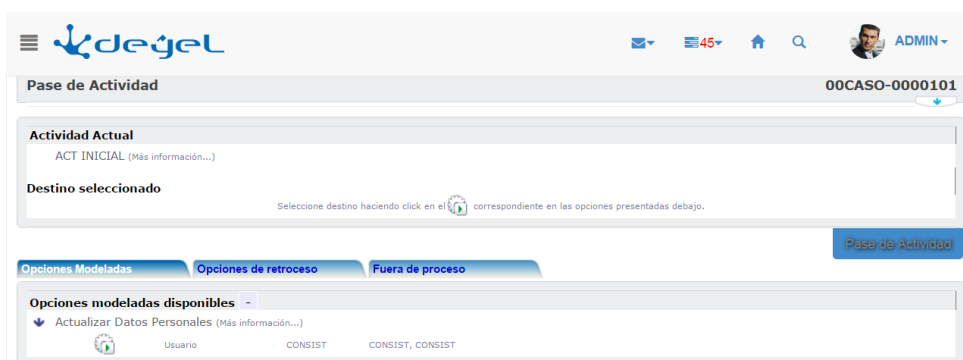 deyel
45
ADMIN
Pase de Actividad
00CASO-0000101
Actividad Actual
ACT INICIAL (Más información...)
Destino seleccionado
Seleccione destino haciendo click en el correspondiente en las opciones presentadas debajo.
Pase de Actividad
Opciones Modeladas Opciones de retroceso Fuera de proceso
Opciones modeladas disponibles -
Actualizar Datos Personales (Más información...)
Usuario CONSIST CONSIST, CONSIST